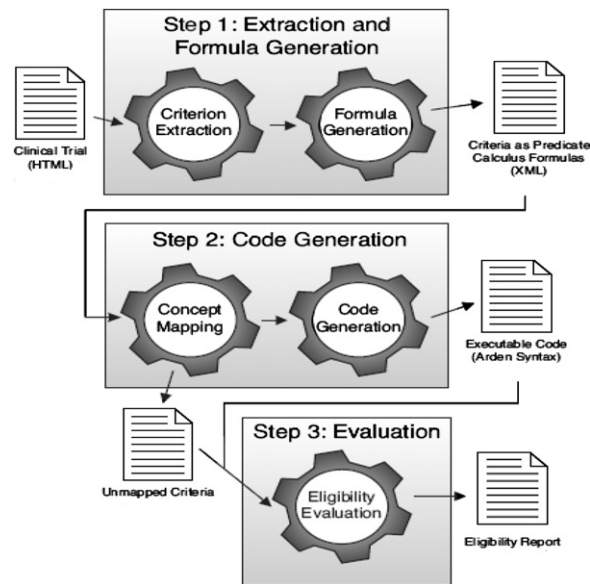 Step 1: Extraction and
Formula Generation
Criterion
Extraction
Formula
Generation
Clinical Trial
(HTML)
Criteria as Predicate
Calculus Formulas
(XML)
Step 2: Code Generation
Concept
Mapping
Code
Generation
Executable Code
(Arden Syntax)
Unmapped Criteria
Step 3: Evaluation
Eligibility
Evaluation
Eligibility Report